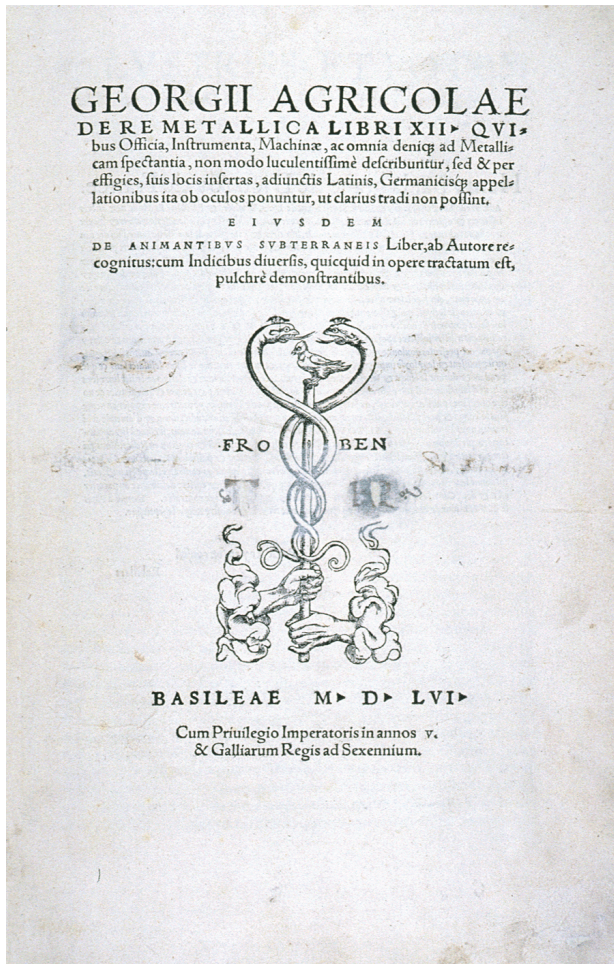 GEORGII AGRICOLAE
DE RE METALLICA LIBRI XII▸ QVI⸗
bus Officia, Inſtrumenta, Machinæ, ac omnia deniqꝫ ad Metalli⸗
cam ſpectantia, non modo luculentiſſimè deſcribuntur, ſed & per
effigies, ſuis locis inſertas, adiunctis Latinis, Germanicisqꝫ appel⸗
lationibus ita ob oculos ponuntur, ut clarius tradi non poſſint.
EIVSDEM
DE ANIMANTIBVS SVBTERRANEIS Liber, ab Autore re⸗
cognitus: cum Indicibus diuerſis, quicquid in opere tractatum eſt,
pulchrè demonſtrantibus.
FRO BEN
BASILEAE M▸ D▸ LVI▸
Cum Priuilegio Imperatoris in annos v.
& Galliarum Regis ad Sexennium.